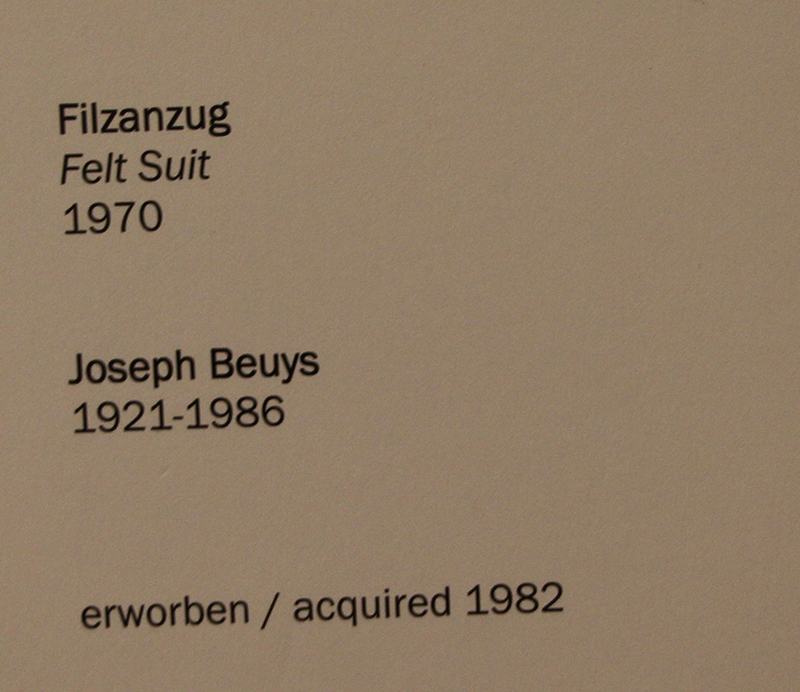 Filzanzug
Felt Suit
1970
Joseph Beuys
1921-1986
erworben / acquired 1982